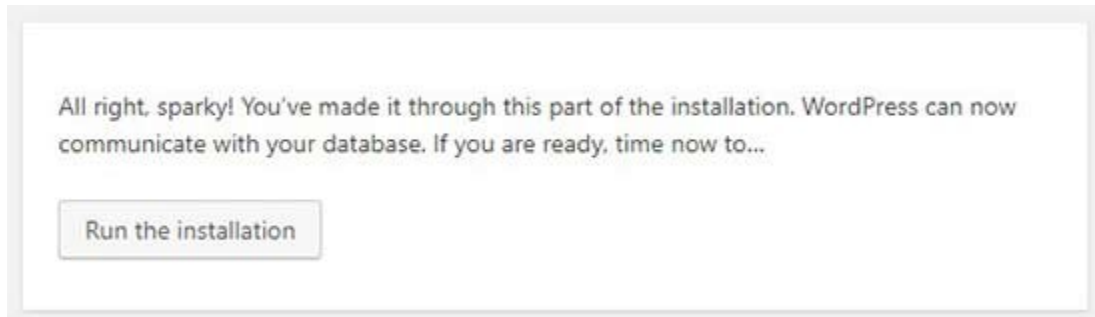 All right, sparky! You've made it through this part of the installation. WordPress can now
communicate with your database. If you are ready, time now to...
Run the installation